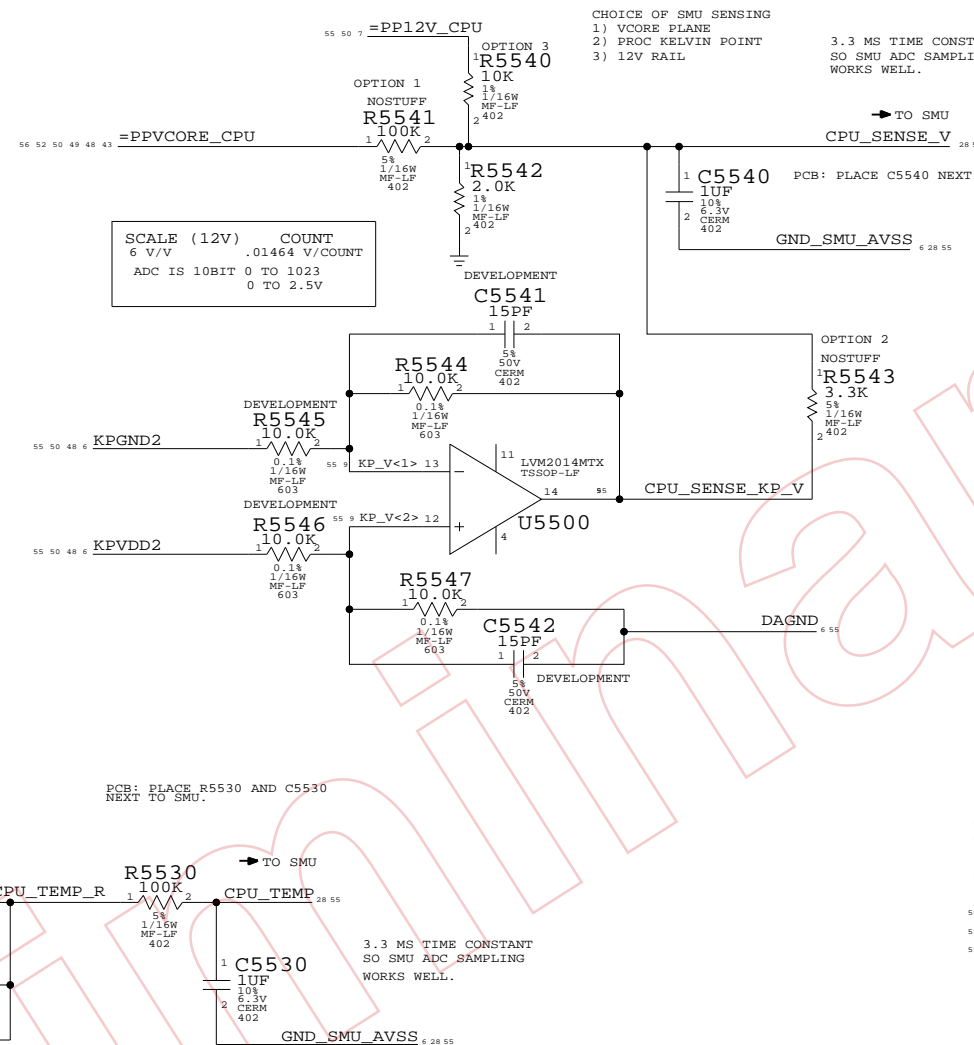 CHOICE OF SMU SENSING
1) VCORE PLANE
2) PROC KELVIN POINT
3) 12V RAIL
3.3 MS TIME CONST
SO SMU ADC SAMPLI
WORKS WELL.
55 50 7 =PP12V_CPU
OPTION 3
1 R5540
10K
1%
1/16W
MF-LF
402
2
OPTION 1
NOSTUFF
R5541
1 100K 2
5%
1/16W
MF-LF
402
56 52 50 49 48 43 =PPVCORE_CPU
TO SMU
CPU_SENSE_V 28 5
1 R5542
2.0K
1%
1/16W
MF-LF
402
2
1 C5540
1UF
10%
6.3V
CERM
402
2
PCB: PLACE C5540 NEXT
GND_SMU_AVSS 6 28 55
SCALE (12V) COUNT
6 V/V .01464 V/COUNT
ADC IS 10BIT 0 TO 1023
0 TO 2.5V
DEVELOPMENT
C5541
15PF
1 2
5%
50V
CERM
402
R5544
10.0K
1 2
0.1%
1/16W
MF-LF
603
OPTION 2
NOSTUFF
1 R5543
3.3K
5%
1/16W
MF-LF
402
2
DEVELOPMENT
R5545
10.0K
1 2
0.1%
1/16W
MF-LF
603
55 50 48 6 KPGND2
55 9 KP_V<1> 13
11
LVM2014MTX
TSSOP-LF
14
CPU_SENSE_KP_V
U5500
4
DEVELOPMENT
R5546
10.0K
1 2
0.1%
1/16W
MF-LF
603
55 9 KP_V<2> 12
55 50 48 6 KPVDD2
R5547
10.0K
1 2
0.1%
1/16W
MF-LF
603
C5542
15PF
1 2
5%
50V
CERM
402
DEVELOPMENT
DAGND 6 55
PCB: PLACE R5530 AND C5530
NEXT TO SMU.
TO SMU
CPU_TEMP_R
R5530
100K
1 2
5%
1/16W
MF-LF
402
CPU_TEMP 28 55
1 C5530
1UF
10%
6.3V
CERM
402
2
3.3 MS TIME CONSTANT
SO SMU ADC SAMPLING
WORKS WELL.
GND_SMU_AVSS 6 28 55